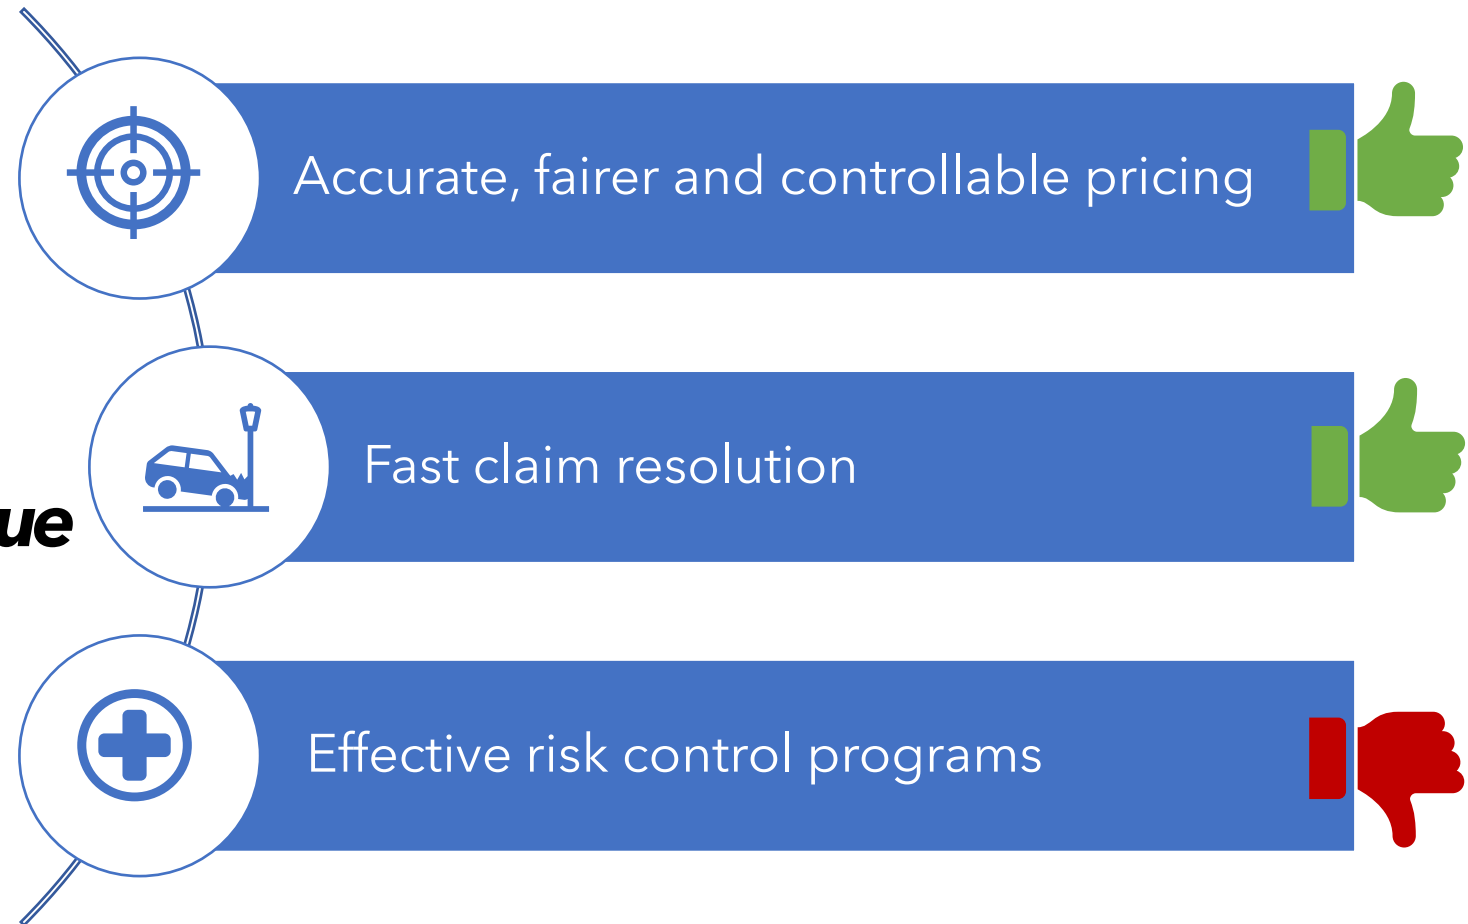 Accurate, fairer and controllable pricing
Fast claim resolution
ue
Effective risk control programs